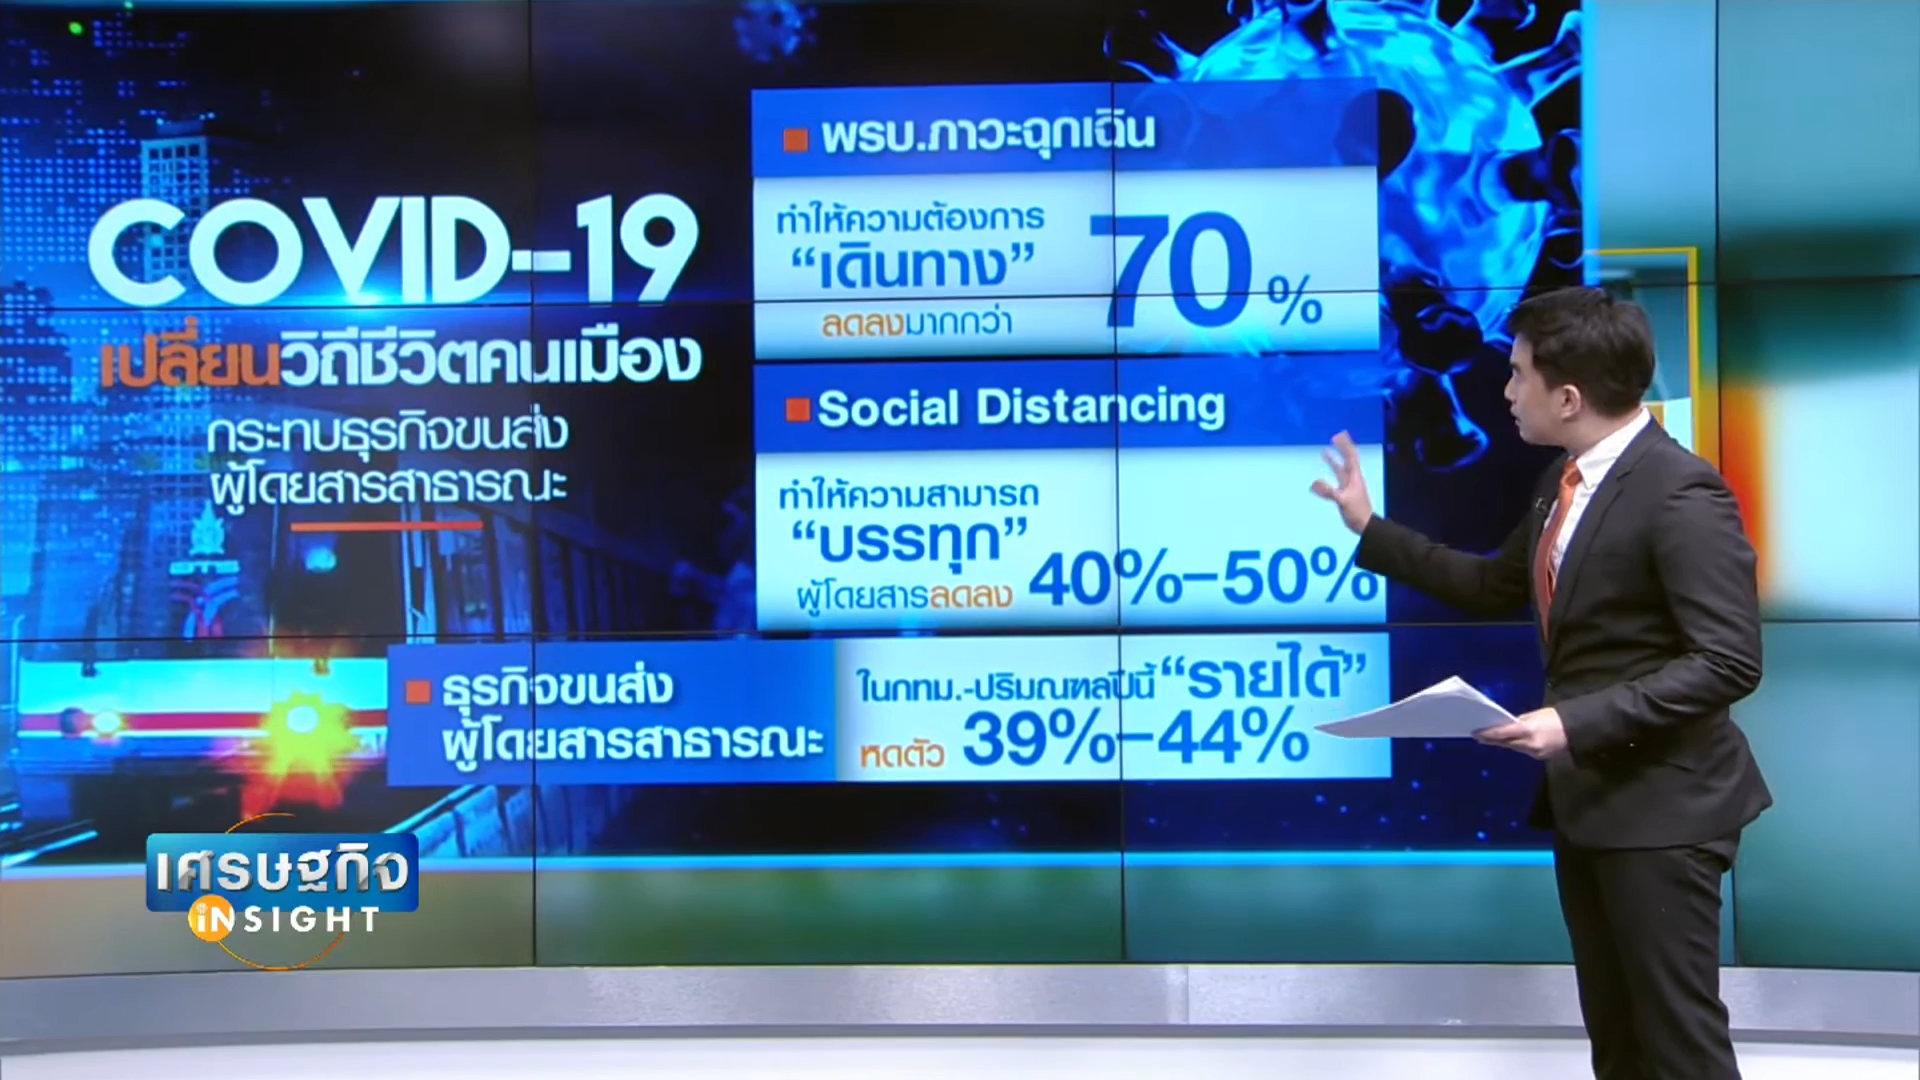 COVID-19
เปลี่ยนวิถีชีวิตคนเมือง
กระทบธุรกิจขนส่ง
ผู้โดยสารสาธารณะ
พรบ.ภาวะฉุกเฉิน
ทำให้ความต้องการ
“เดินทาง”
ลดลงมากกว่า
70%
Social Distancing
ทำให้ความสามารถ
“บรรทุก”
ผู้โดยสารลดลง 40%-50%
ธุรกิจขนส่ง
ผู้โดยสารสาธารณะ
ในกทม.-ปริมณฑลปีนี้ “รายได้”
หดตัว 39%-44%
เศรษฐกิจ
iNSIGHT